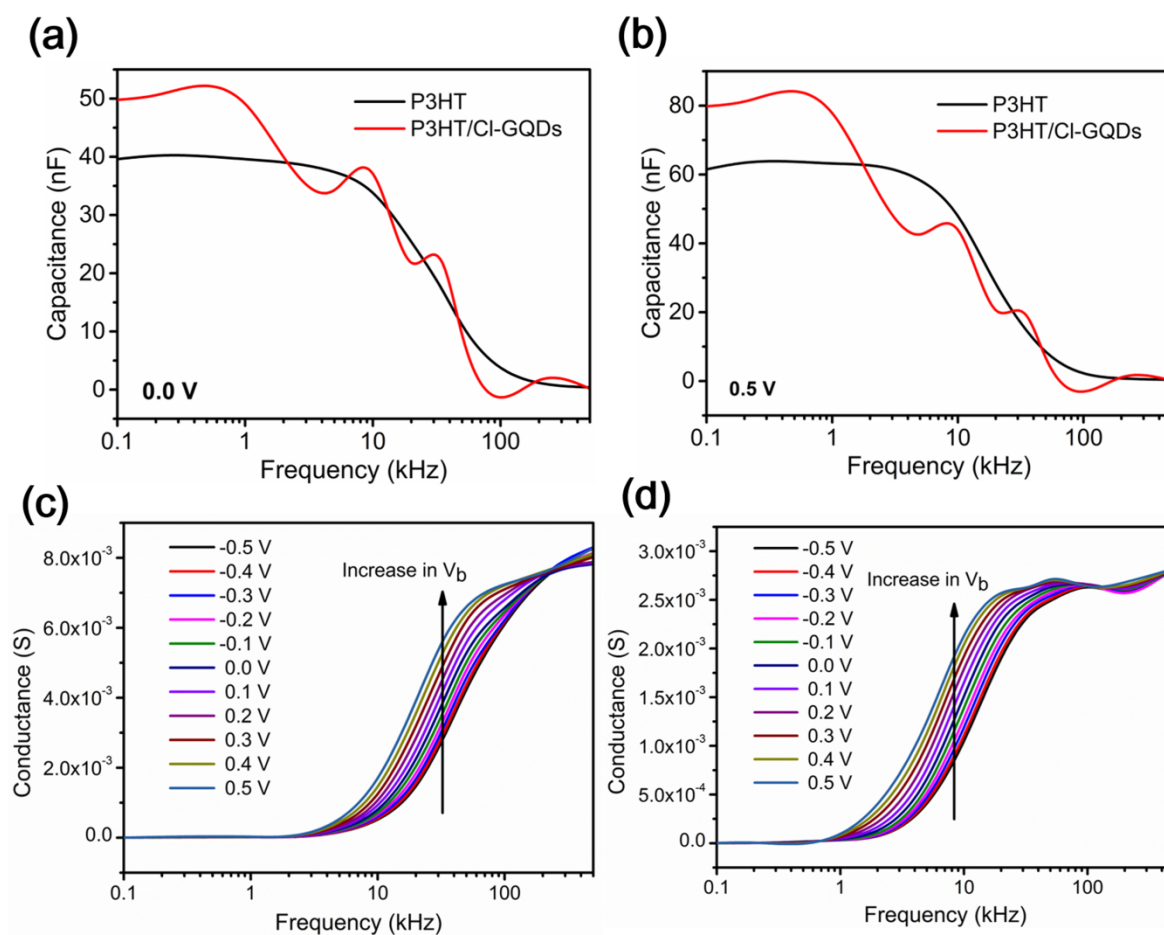 (a)
50
40
30
20
10
0
Capacitance (nF)
P3HT
P3HT/Cl-GQDs
0.0 V
0.1
1
10
100
Frequency (kHz)
(b)
80
60
40
20
0
Capacitance (nF)
P3HT
P3HT/Cl-GQDs
0.5 V
0.1
1
10
100
Frequency (kHz)
(c)
8.0x10⁻³
6.0x10⁻³
4.0x10⁻³
2.0x10⁻³
0.0
Conductance (S)
-0.5 V
-0.4 V
-0.3 V
-0.2 V
-0.1 V
0.0 V
0.1 V
0.2 V
0.3 V
0.4 V
0.5 V
Increase in Vb
0.1
1
10
100
Frequency (kHz)
(d)
3.0x10⁻³
2.5x10⁻³
2.0x10⁻³
1.5x10⁻³
1.0x10⁻³
5.0x10⁻⁴
0.0
Conductance (S)
-0.5 V
-0.4 V
-0.3 V
-0.2 V
-0.1 V
0.0 V
0.1 V
0.2 V
0.3 V
0.4 V
0.5 V
Increase in Vb
0.1
1
10
100
Frequency (kHz)